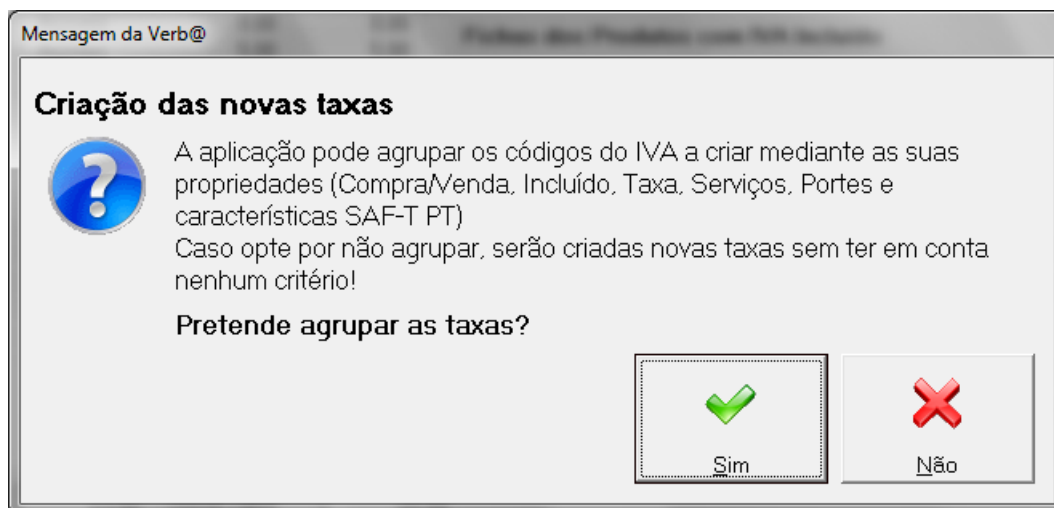 Mensagem da Verb@
Criação das novas taxas
A aplicação pode agrupar os códigos do IVA a criar mediante as suas
propriedades (Compra/Venda, Incluído, Taxa, Serviços, Portes e
características SAF-T PT)
Caso opte por não agrupar, serão criadas novas taxas sem ter em conta
nenhum critério!
Pretende agrupar as taxas?
Sim
Não